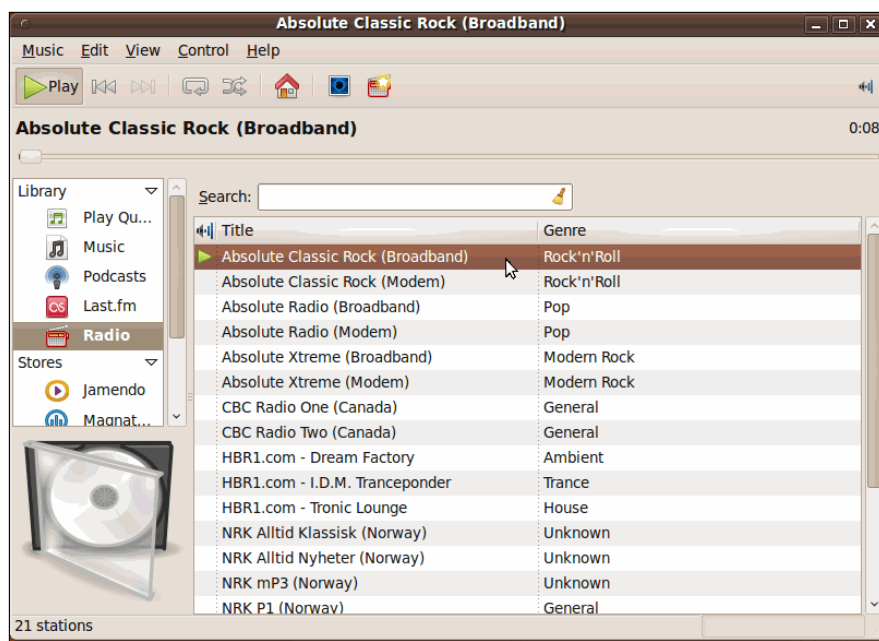 Absolute Classic Rock (Broadband)
Music Edit View Control Help
Play
Absolute Classic Rock (Broadband) 0:08
Library
Play Qu...
Music
Podcasts
Last.fm
Radio
Stores
Jamendo
Magnat...
Search:
Title Genre
Absolute Classic Rock (Broadband) Rock'n'Roll
Absolute Classic Rock (Modem) Rock'n'Roll
Absolute Radio (Broadband) Pop
Absolute Radio (Modem) Pop
Absolute Xtreme (Broadband) Modern Rock
Absolute Xtreme (Modem) Modern Rock
CBC Radio One (Canada) General
CBC Radio Two (Canada) General
HBR1.com - Dream Factory Ambient
HBR1.com - I.D.M. Tranceponder Trance
HBR1.com - Tronic Lounge House
NRK Alltid Klassisk (Norway) Unknown
NRK Alltid Nyheter (Norway) Unknown
NRK mP3 (Norway) Unknown
NRK P1 (Norway) General
21 stations